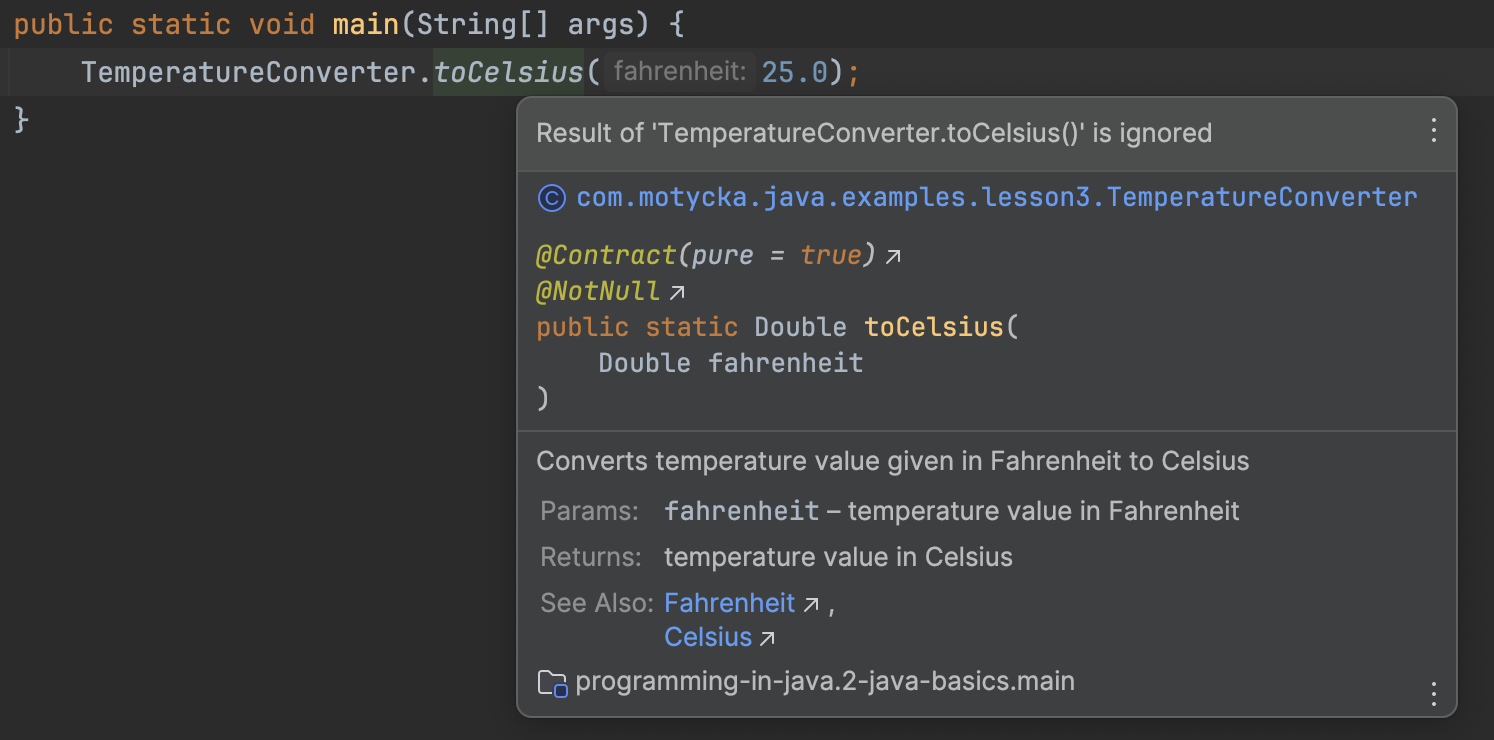 public static void main(String[] args) {
TemperatureConverter.toCelsius( fahrenheit: 25.0);
}
Result of 'TemperatureConverter.toCelsius()' is ignored
com.motycka.java.examples.lesson3.TemperatureConverter
@Contract(pure = true)
@NotNull
public static Double toCelsius(
Double fahrenheit
)
Converts temperature value given in Fahrenheit to Celsius
Params: fahrenheit – temperature value in Fahrenheit
Returns: temperature value in Celsius
See Also: Fahrenheit ,
Celsius
programming-in-java.2-java-basics.main